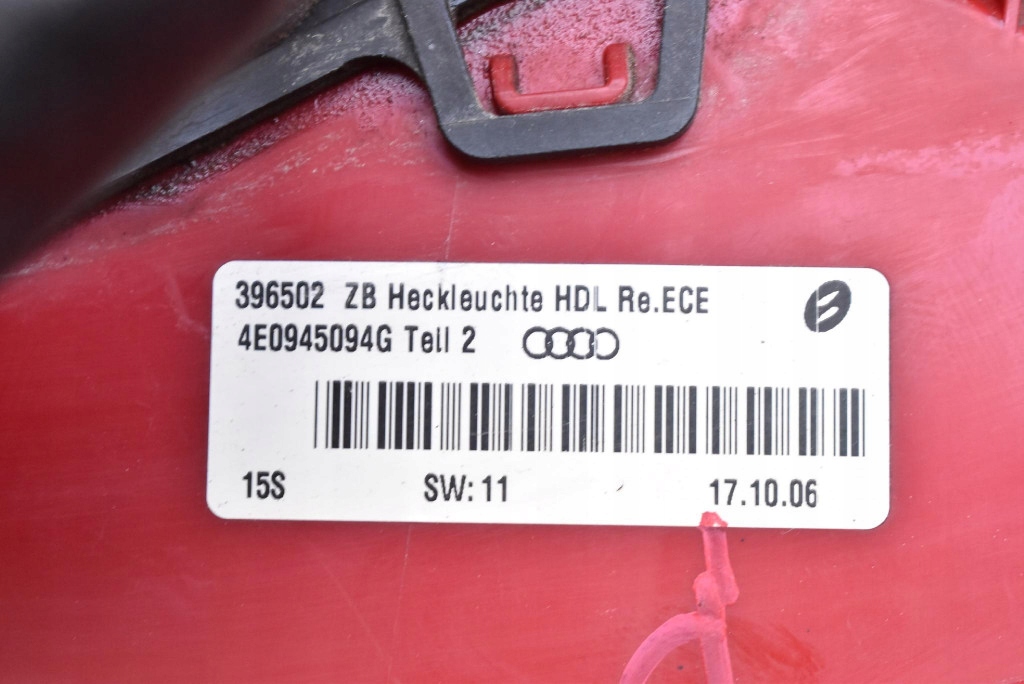 396502 ZB Heckleuchte HDL Re.ECE
4E0945094G Teil 2
15S SW: 11 17.10.06